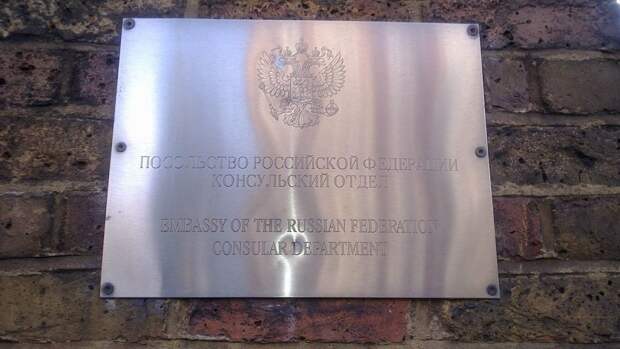 ПОСОЛЬСТВО РОССИЙСКОЙ ФЕДЕРАЦИИ
КОНСУЛЬСКИЙ ОТДЕЛ
EMBASSY OF THE RUSSIAN FEDERATION
CONSULAR DEPARTMENT